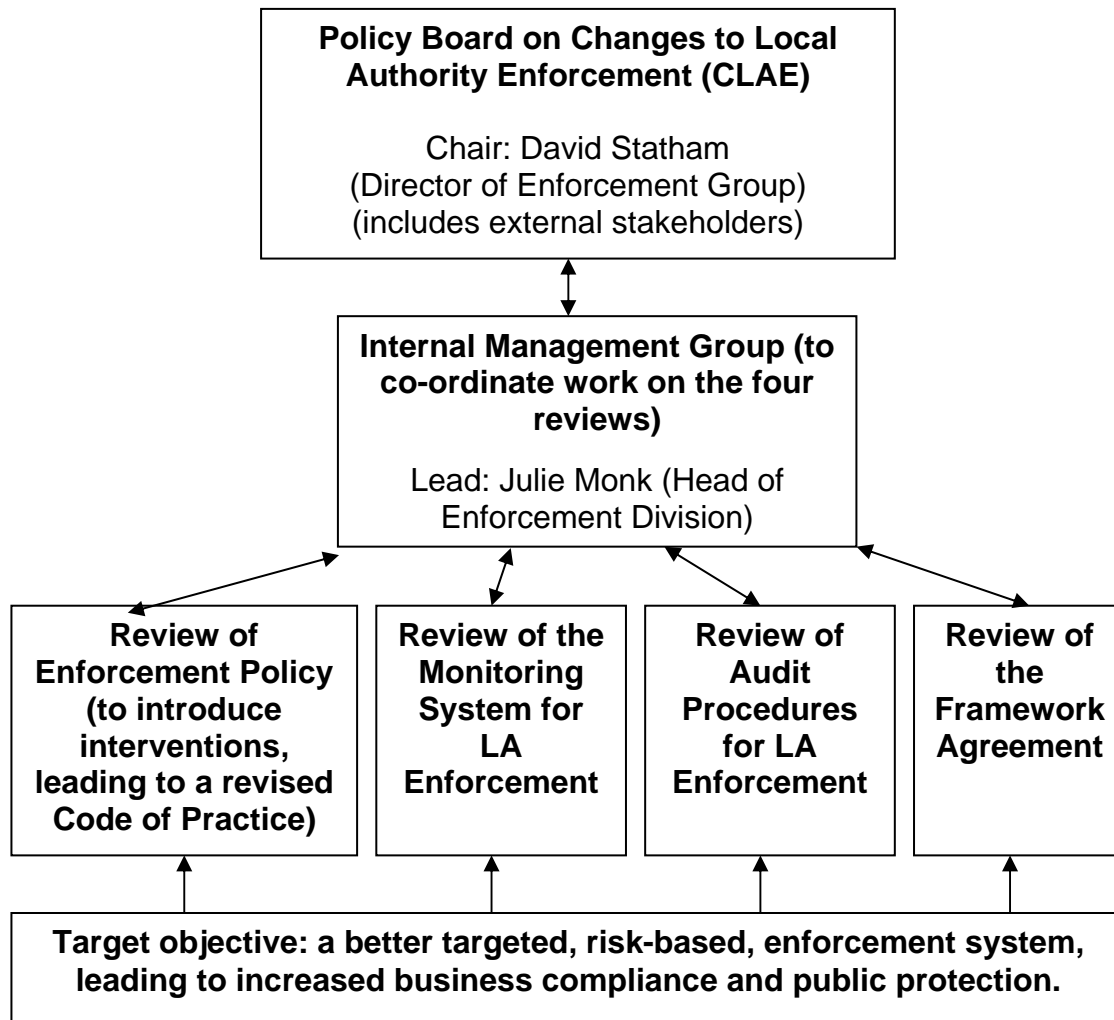 Policy Board on Changes to Local
Authority Enforcement (CLAE)
Chair: David Statham
(Director of Enforcement Group)
(includes external stakeholders)
Internal Management Group (to
co-ordinate work on the four
reviews)
Lead: Julie Monk (Head of
Enforcement Division)
Review of
Enforcement Policy
(to introduce
interventions,
leading to a revised
Code of Practice)
Review of the
Monitoring
System for
LA
Enforcement
Review of
Audit
Procedures
for LA
Enforcement
Review of
the
Framework
Agreement
Target objective: a better targeted, risk-based, enforcement system,
leading to increased business compliance and public protection.